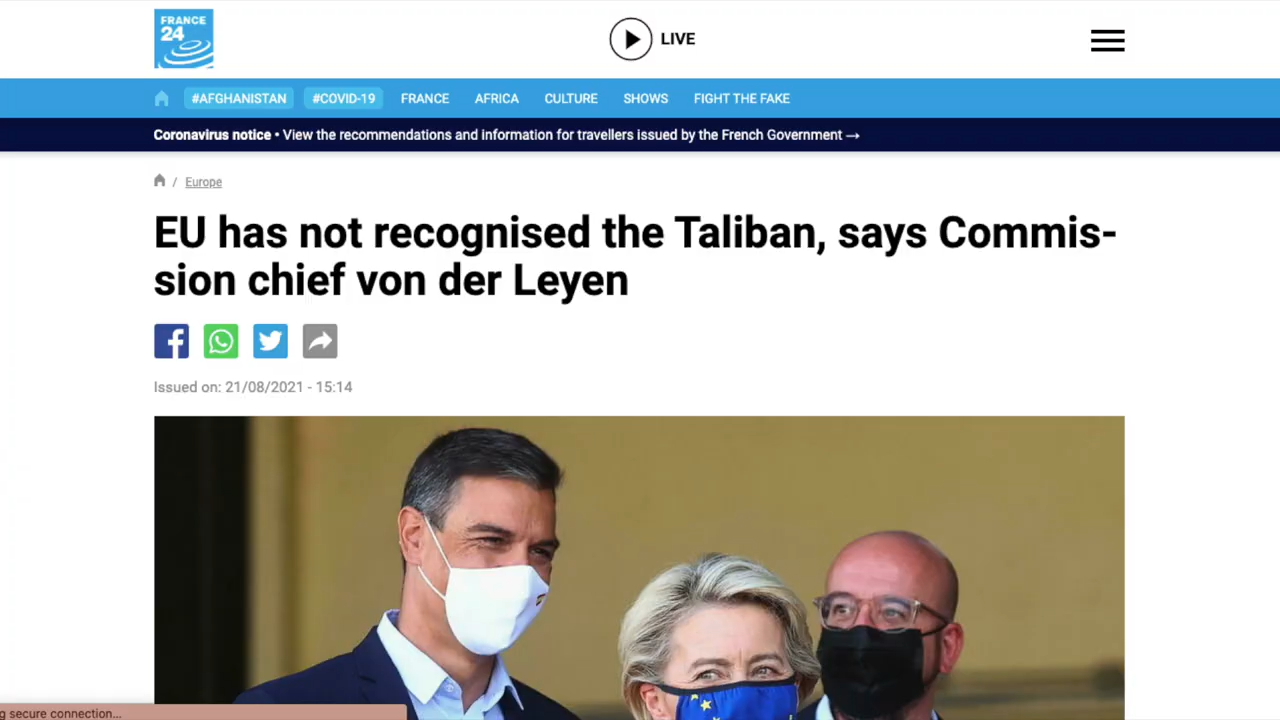 FRANCE
24
LIVE
#AFGHANISTAN #COVID-19 FRANCE AFRICA CULTURE SHOWS FIGHT THE FAKE
Coronavirus notice • View the recommendations and information for travellers issued by the French Government →
/ Europe
EU has not recognised the Taliban, says Commis-
sion chief von der Leyen
Issued on: 21/08/2021 - 15:14
g secure connection...